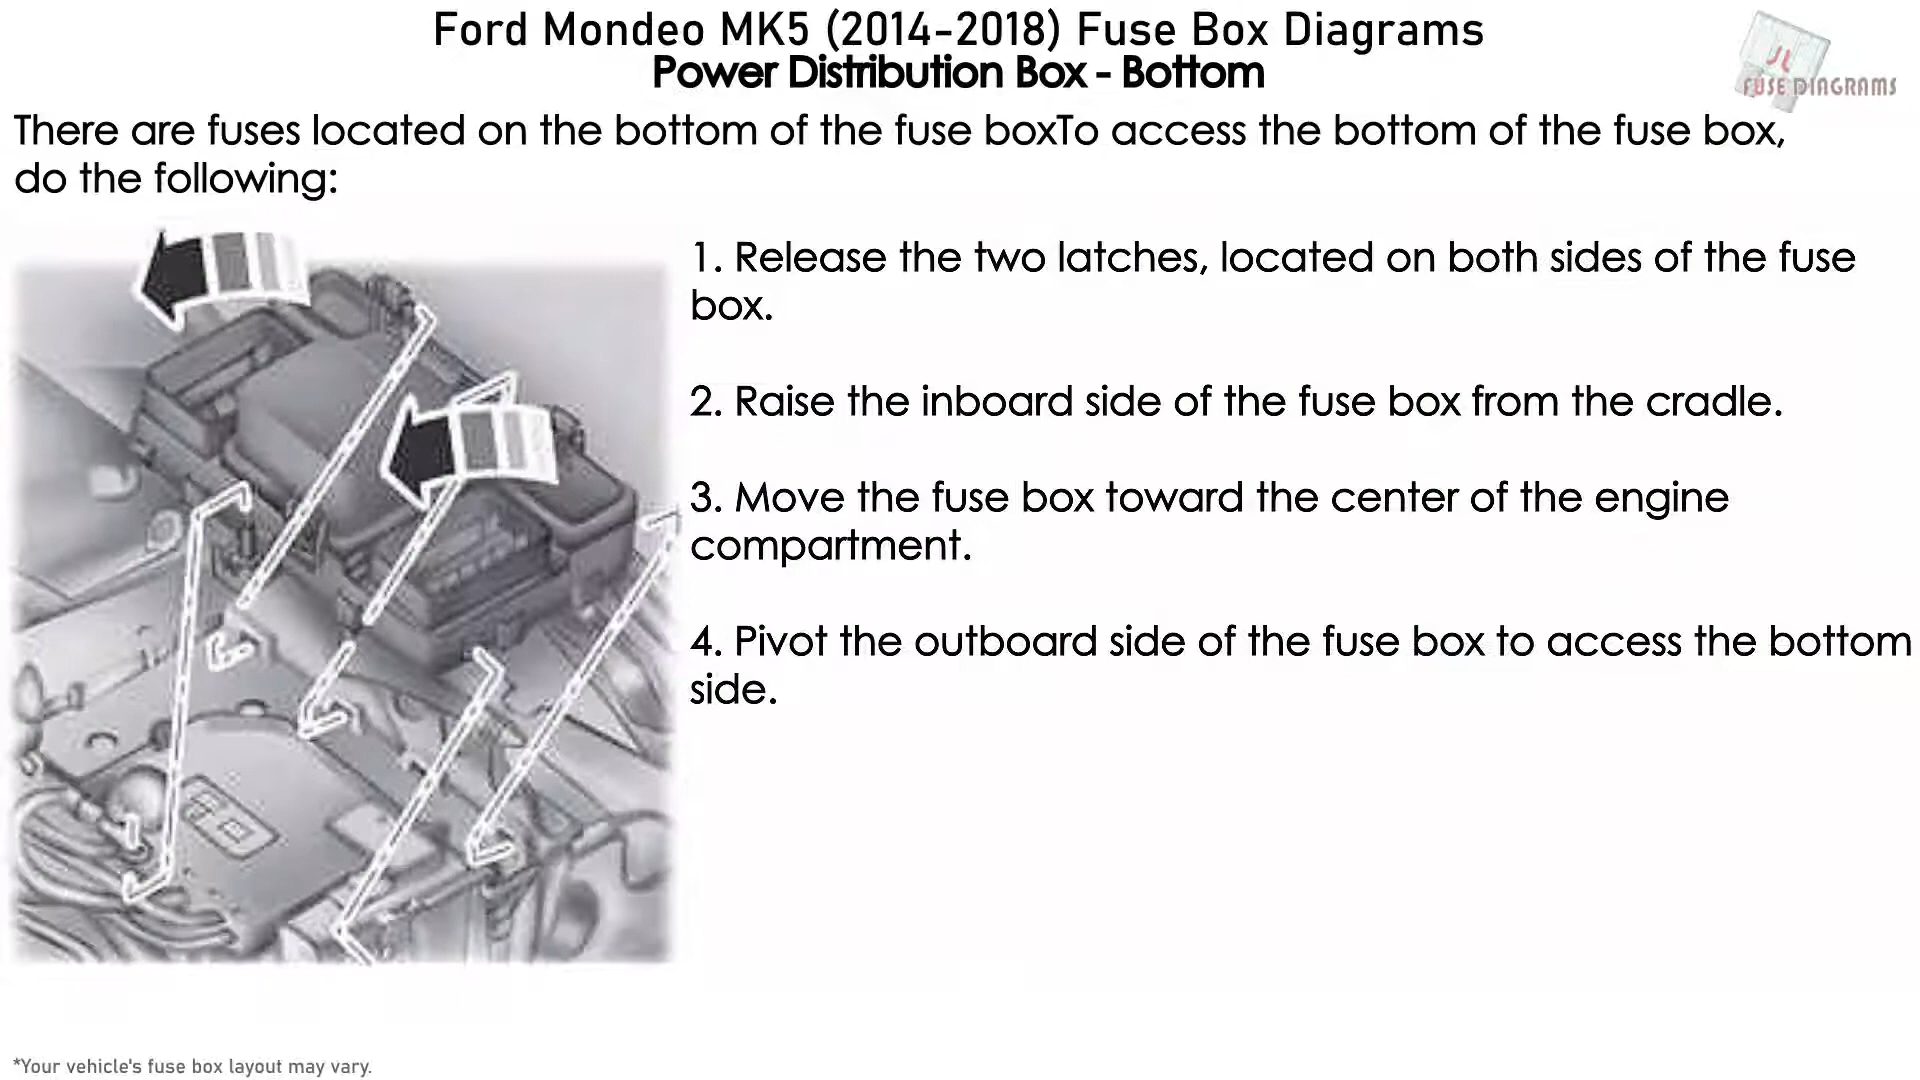 Ford Mondeo MK5 (2014-2018) Fuse Box Diagrams
Power Distribution Box - Bottom
JL
FUSE DIAGRAMS
There are fuses located on the bottom of the fuse boxTo access the bottom of the fuse box,
do the following:
1. Release the two latches, located on both sides of the fuse
box.
2. Raise the inboard side of the fuse box from the cradle.
3. Move the fuse box toward the center of the engine
compartment.
4. Pivot the outboard side of the fuse box to access the bottom
side.
*Your vehicle's fuse box layout may vary.